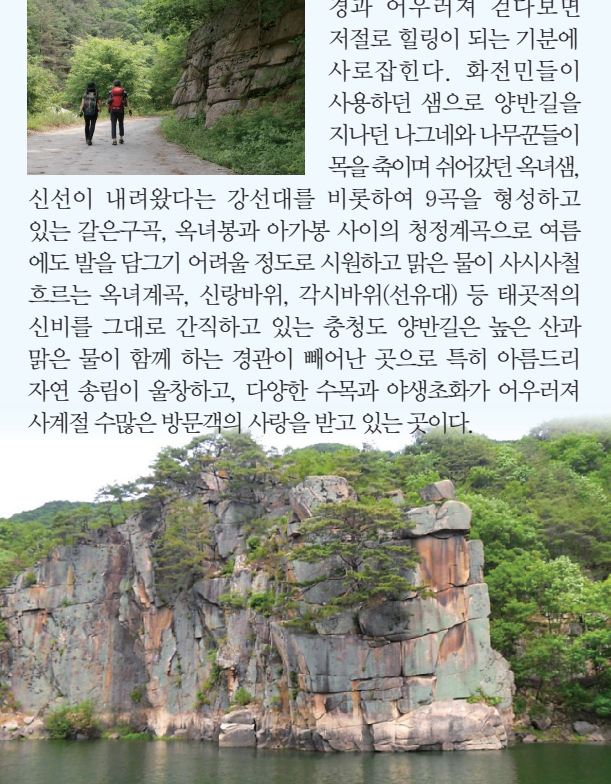 경과 어우러져 걷다보면
저절로 힐링이 되는 기분에
사로잡힌다. 화전민들이
사용하던 샘으로 양반길을
지나던 나그네와 나무꾼들이
목을 축이며 쉬어갔던 옥녀샘,
신선이 내려왔다는 강선대를 비롯하여 9곡을 형성하고
있는 갈은구곡, 옥녀봉과 아가봉 사이의 청정계곡으로 여름
에도 발을 담그기 어려울 정도로 시원하고 맑은 물이 사시사철
흐르는 옥녀계곡, 신랑바위, 각시바위(선유대) 등 태곳적의
신비를 그대로 간직하고 있는 충청도 양반길은 높은 산과
맑은 물이 함께 하는 경관이 빼어난 곳으로 특히 아름드리
자연 송림이 울창하고, 다양한 수목과 야생초화가 어우러져
사계절 수많은 방문객의 사랑을 받고 있는 곳이다.